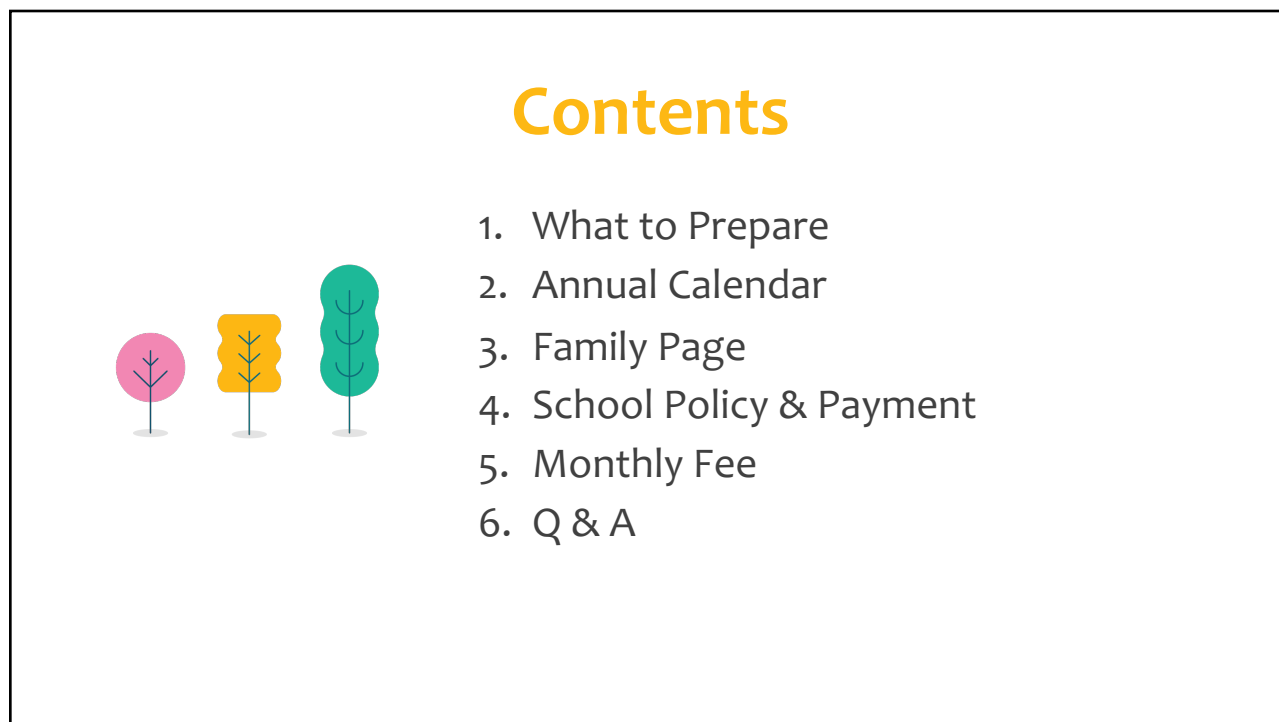 Contents
1. What to Prepare
2. Annual Calendar
3. Family Page
4. School Policy & Payment
5. Monthly Fee
6. Q & A